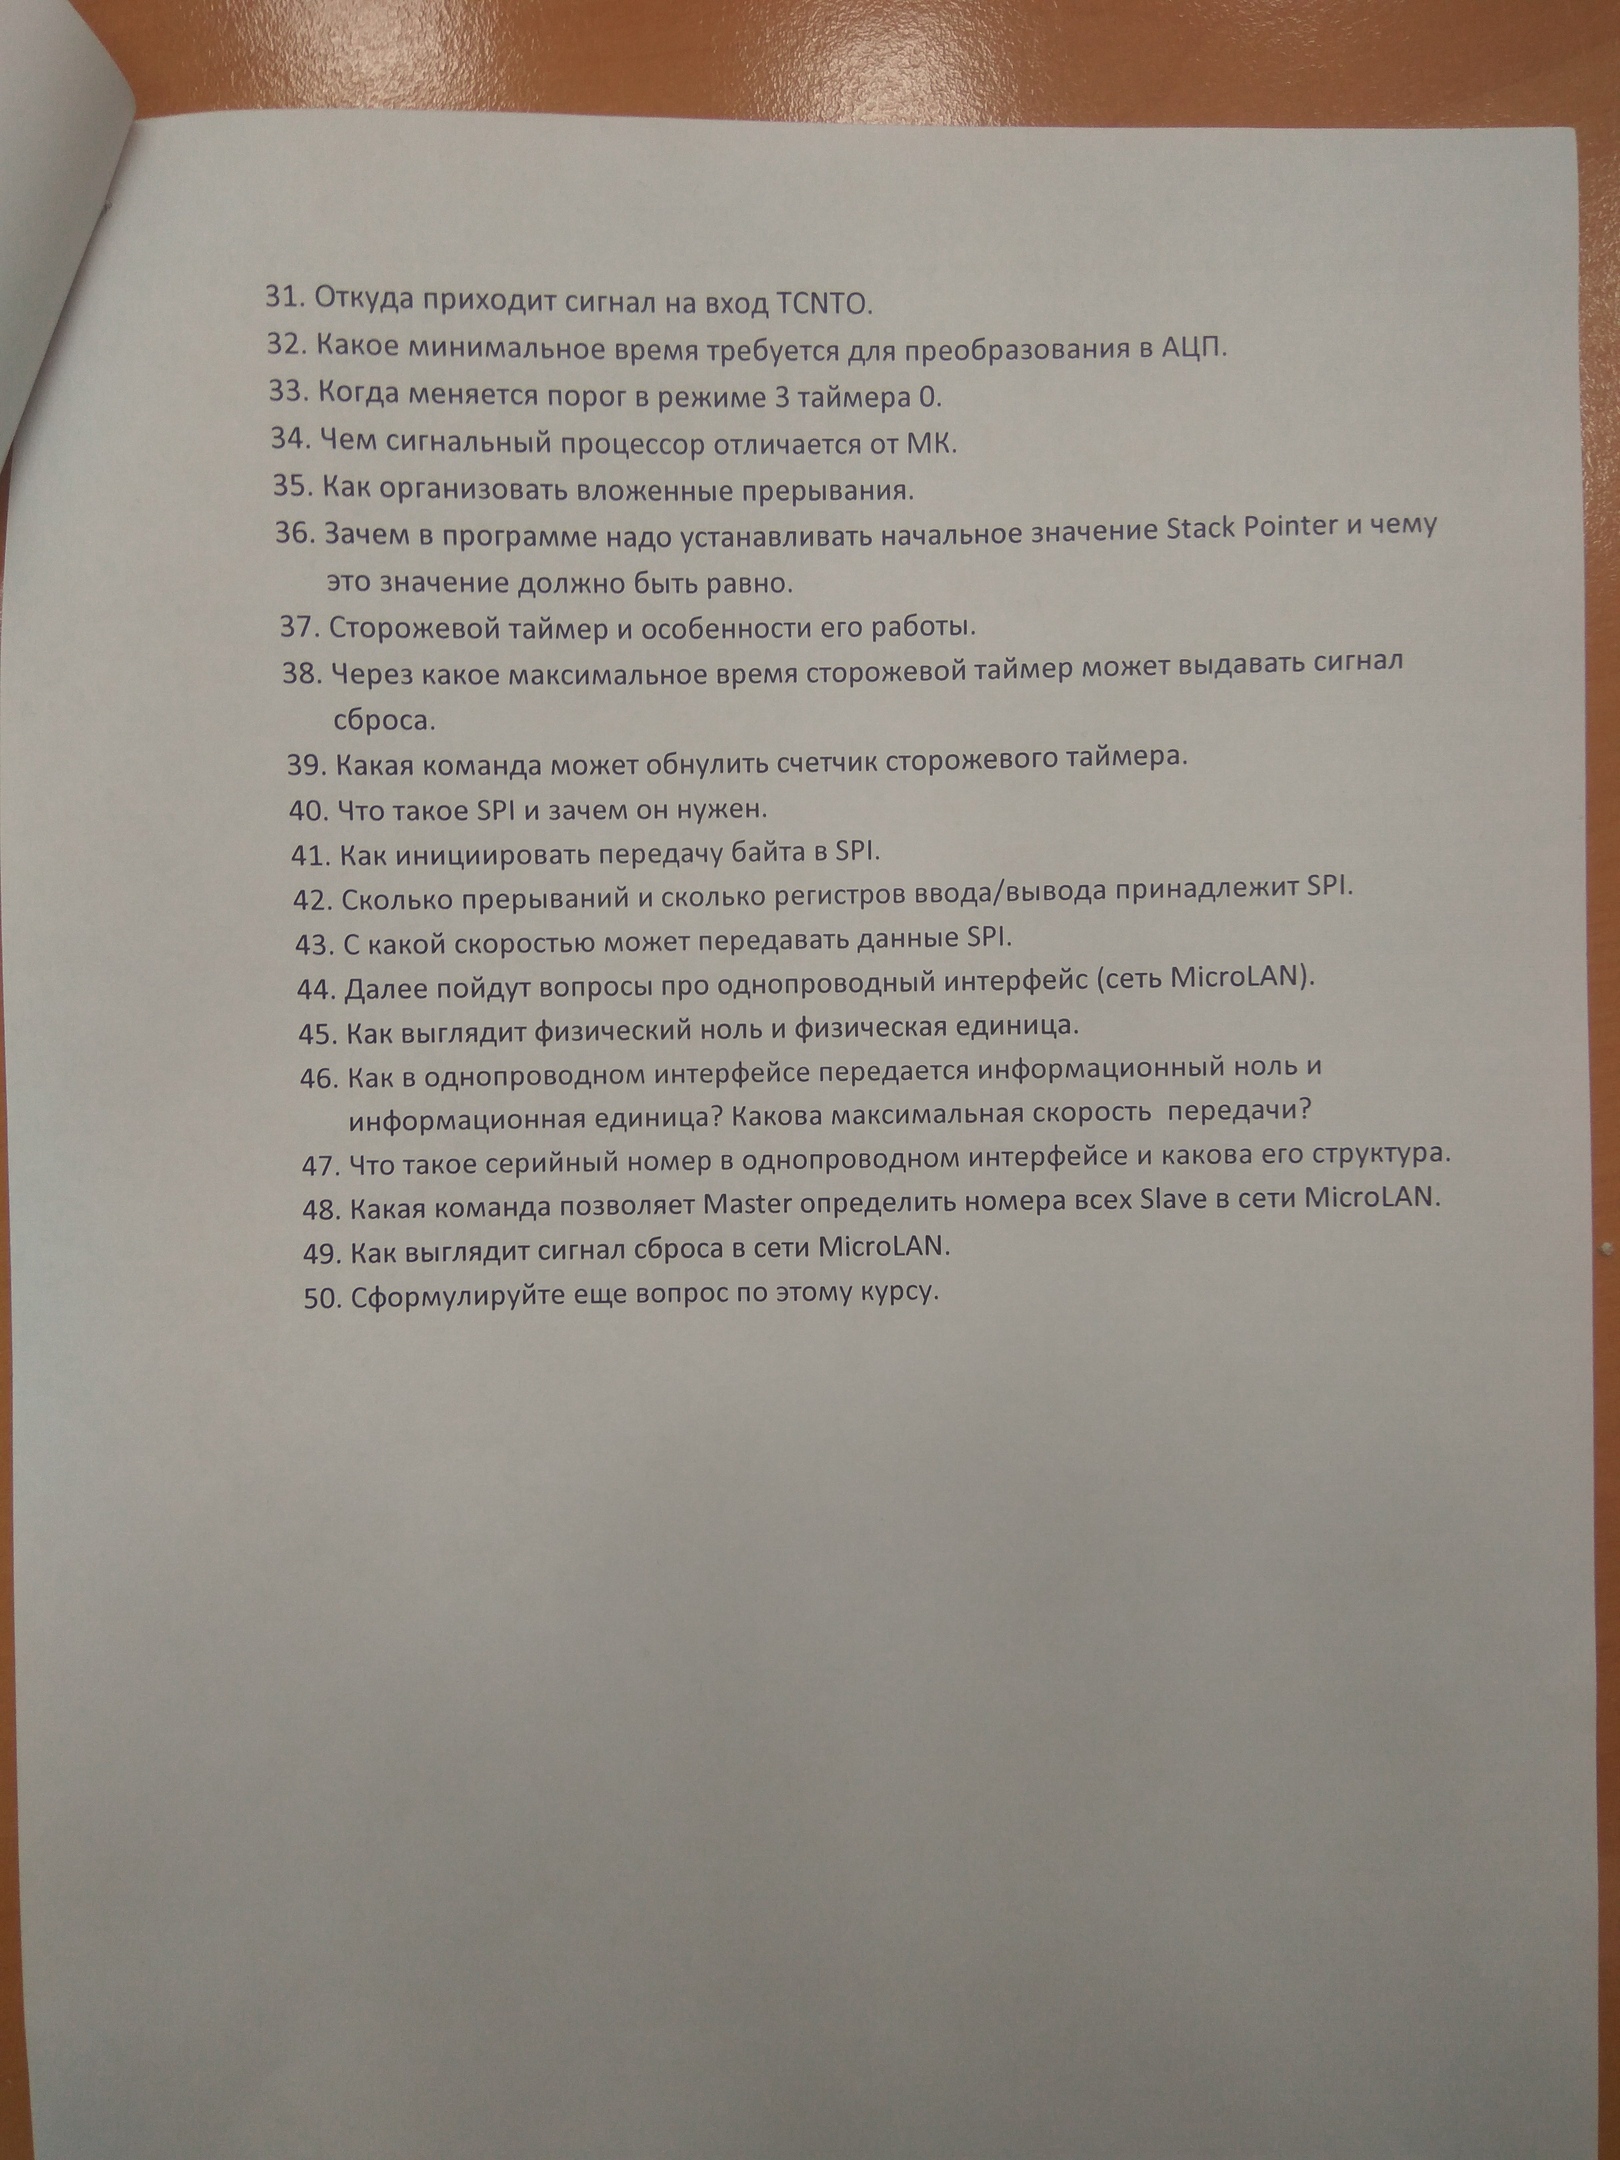 31. Откуда приходит сигнал на вход TCNTO.
32. Какое минимальное время требуется для преобразования в АЦП.
33. Когда меняется порог в режиме 3 таймера 0.
34. Чем сигнальный процессор отличается от МК.
35. Как организовать вложенные прерывания.
36. Зачем в программе надо устанавливать начальное значение Stack Pointer и чему
это значение должно быть равно.
37. Сторожевой таймер и особенности его работы.
38. Через какое максимальное время сторожевой таймер может выдавать сигнал
сброса.
39. Какая команда может обнулить счетчик сторожевого таймера.
40. Что такое SPI и зачем он нужен.
41. Как инициировать передачу байта в SPI.
42. Сколько прерываний и сколько регистров ввода/вывода принадлежит SPI.
43. С какой скоростью может передавать данные SPI.
44. Далее пойдут вопросы про однопроводный интерфейс (сеть MicroLAN).
45. Как выглядит физический ноль и физическая единица.
46. Как в однопроводном интерфейсе передается информационный ноль и
информационная единица? Какова максимальная скорость передачи?
47. Что такое серийный номер в однопроводном интерфейсе и какова его структура.
48. Какая команда позволяет Master определить номера всех Slave в сети MicroLAN.
49. Как выглядит сигнал сброса в сети MicroLAN.
50. Сформулируйте еще вопрос по этому курсу.